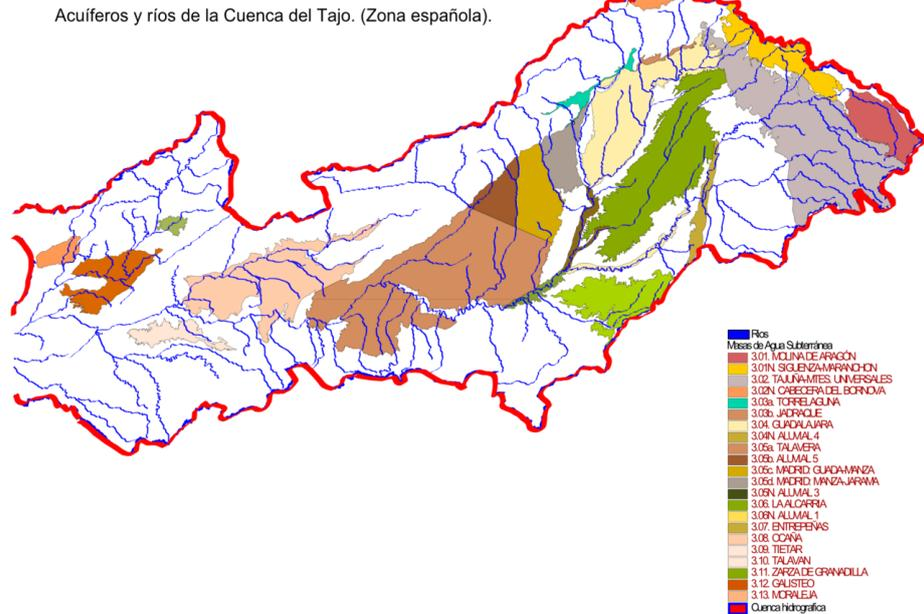 Acuíferos y ríos de la Cuenca del Tajo. (Zona española).
Ríos
Masas de Agua Subterránea
3.01. MOLINA DE ARAGÓN
3.01N. SIGUENZA-MARANCHON
3.02. TAJUÑA-MTES. UNIVERSALES
3.02N. CABECERA DEL BORNOVA
3.03a. TORRELAGUNA
3.03b. JADRAQUE
3.04. GUADALAJARA
3.04N. ALUMAL 4
3.05a. TALAVERA
3.05b. ALUMAL 5
3.05c. MADRID: GUADA-MANZA
3.05d. MADRID: MANZA-JARAMA
3.05N. ALUMAL 3
3.06. LA ALCARRIA
3.06N. ALUMAL 1
3.07. ENTREPEÑAS
3.08. OCAÑA
3.09. TIETAR
3.10. TALAVAN
3.11. ZARZA DE GRANADILLA
3.12. GALISTEO
3.13. MORALEJA
Cuenca hidrografica